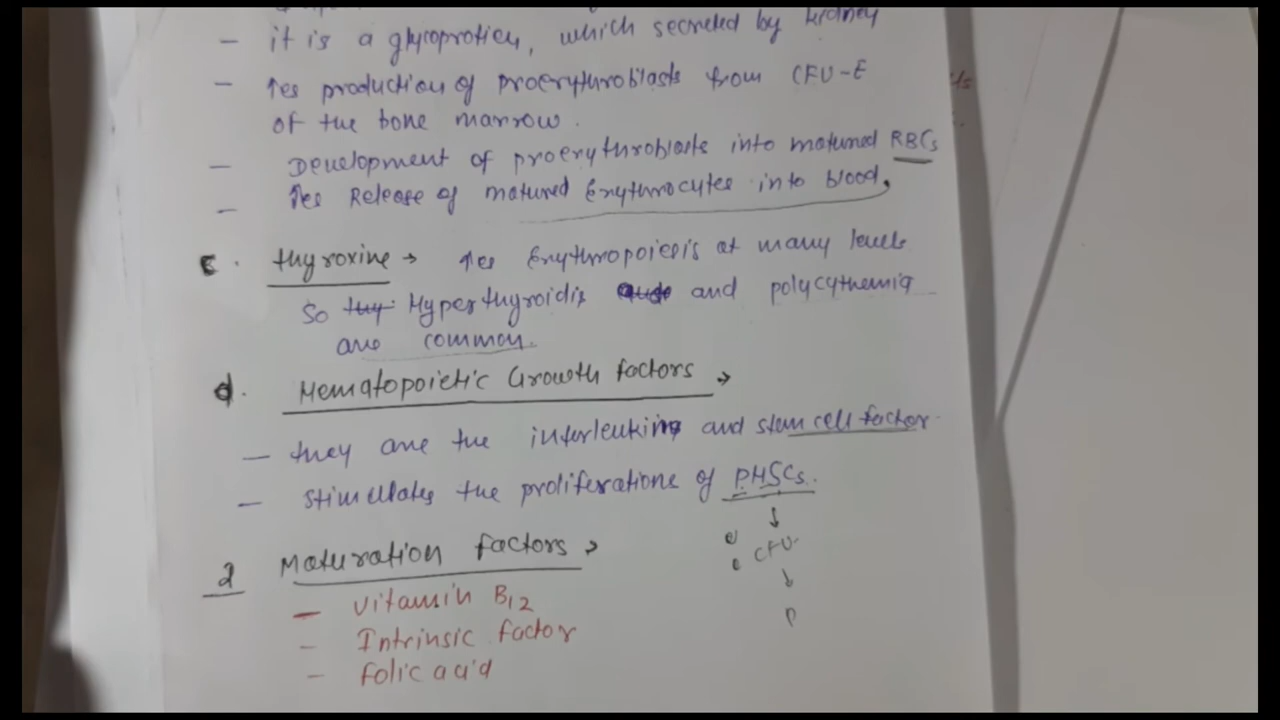 - it is a glycoprotien, which secreted by kidney
- ↑es production of proerythroblasts from CFU-E
of the bone marrow.
- Development of proerythroblasts into matured RBCs
- ↑es Release of matured Erythrocytes into blood.
c. thyroxine → ↑es Erythropoiesis at many levels
So Hyperthyroidis and polycythemia
are common.
d. Hematopoietic Growth factors →
- they are the interleukins and stem cell factor.
- stimulates the proliferations of PHSCs.
↓
CFU-
↓
P
2 Maturation factors →
- Vitamin B12
- Intrinsic factor
- folic acid